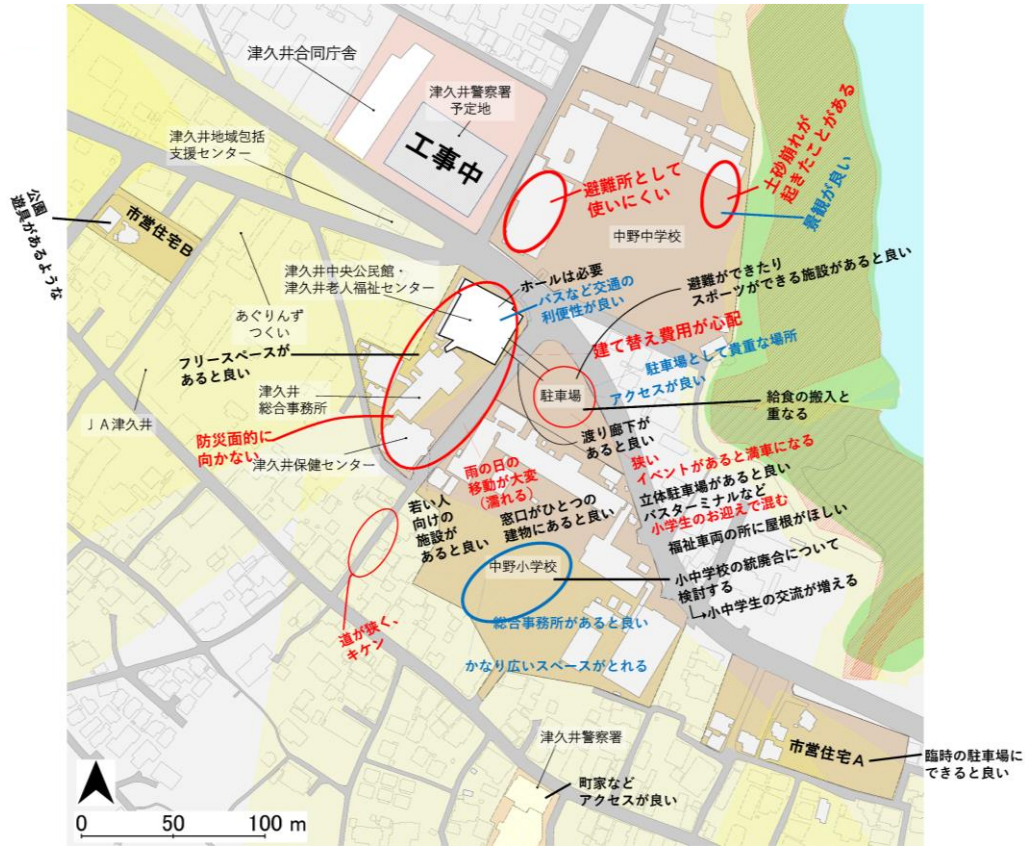 津久井合同庁舎
津久井警察署
予定地
工事中
津久井地域包括
支援センター
公園
遊具があるような
市営住宅B
避難所として
使いにくい
土砂崩れが
起きたことがある
景観が良い
中野中学校
津久井中央公民館・
津久井老人福祉センター
ホールは必要
バスなど交通の
利便性が良い
避難ができたり
スポーツができる施設があると良い
あぐりんず
つくい
フリースペースが
あると良い
建て替え費用が心配
駐車場として貴重な場所
アクセスが良い
駐車場
津久井
総合事務所
JA津久井
給食の搬入と
重なる
防災面的に
向かない
津久井保健センター
渡り廊下が
あると良い
雨の日の
移動が大変
(濡れる)
狭い
イベントがあると満車になる
立体駐車場があると良い
バスターミナルなど
小学生のお迎えで混む
福祉車両の所に屋根がほしい
若い人
向けの
施設が
あると良い
窓口がひとつの
建物にあると良い
中野小学校
小中学校の統廃合について
検討する
↳小中学生の交流が増える
総合事務所があると良い
道が狭く、
キケン
かなり広いスペースがとれる
津久井警察署
市営住宅A
臨時の駐車場に
できると良い
町家など
アクセスが良い
0 50 100 m